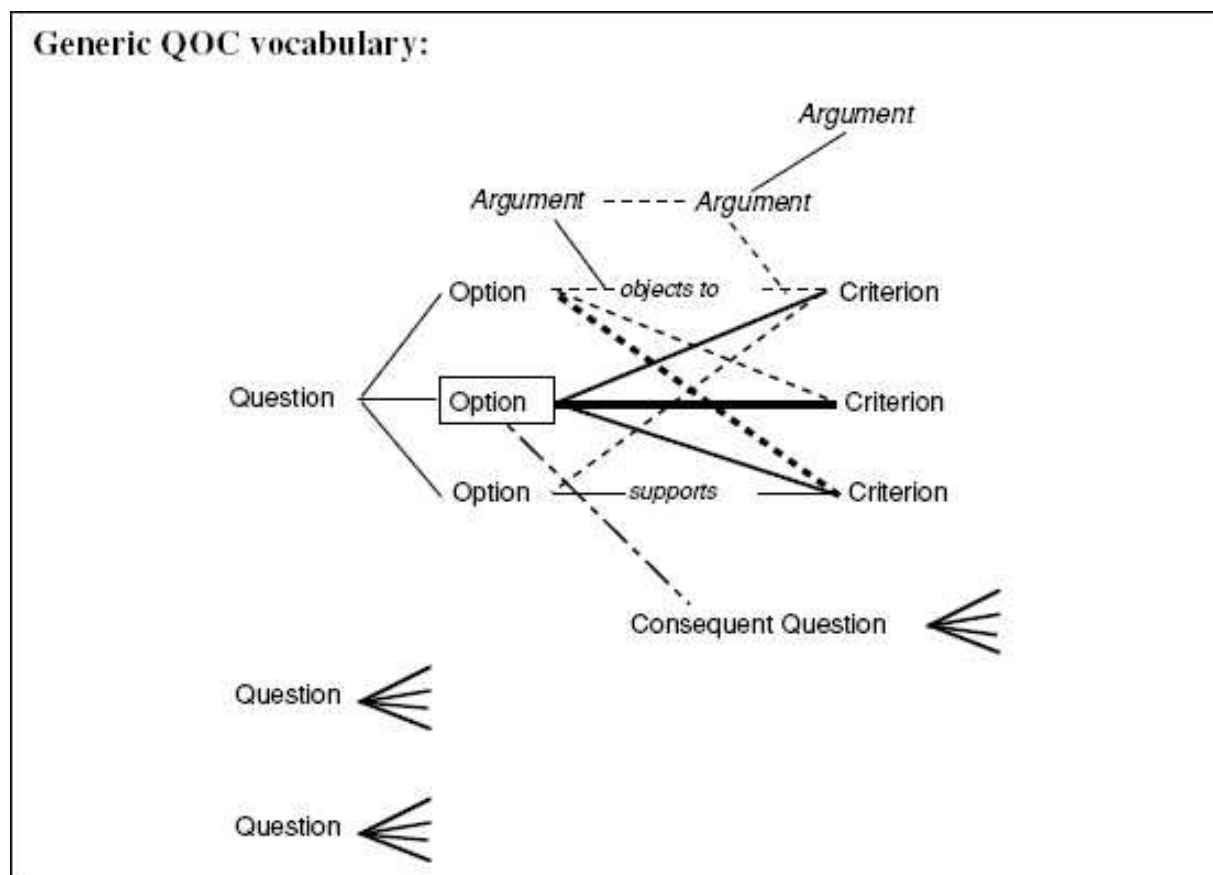 Generic QOC vocabulary:
Argument
Argument
Argument
Option
objects to
Criterion
Question
Option
Criterion
Option
supports
Criterion
Consequent Question
Question
Question